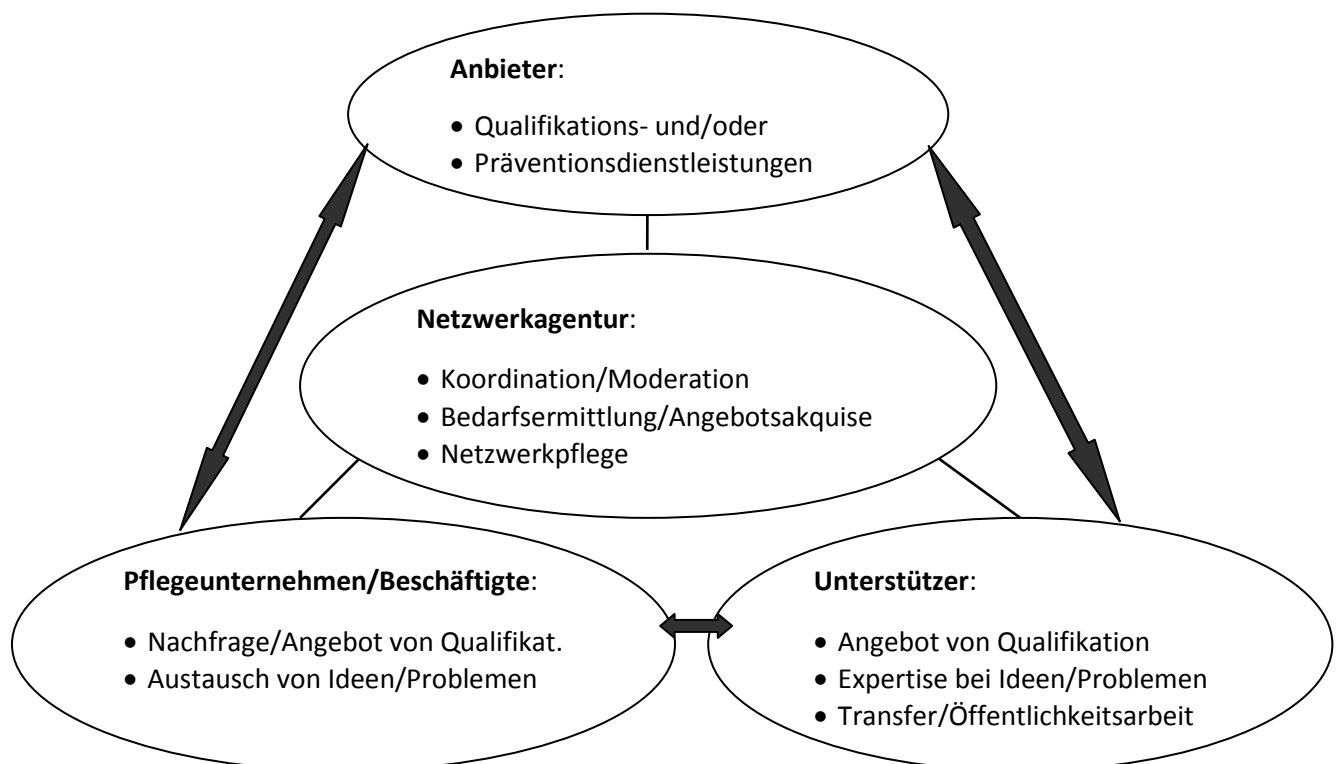 Anbieter:
• Qualifikations- und/oder
• Präventionsdienstleistungen
Netzwerkagentur:
• Koordination/Moderation
• Bedarfsermittlung/Angebotsakquise
• Netzwerkpflege
Pflegeunternehmen/Beschäftigte:
• Nachfrage/Angebot von Qualifikat.
• Austausch von Ideen/Problemen
Unterstützer:
• Angebot von Qualifikation
• Expertise bei Ideen/Problemen
• Transfer/Öffentlichkeitsarbeit